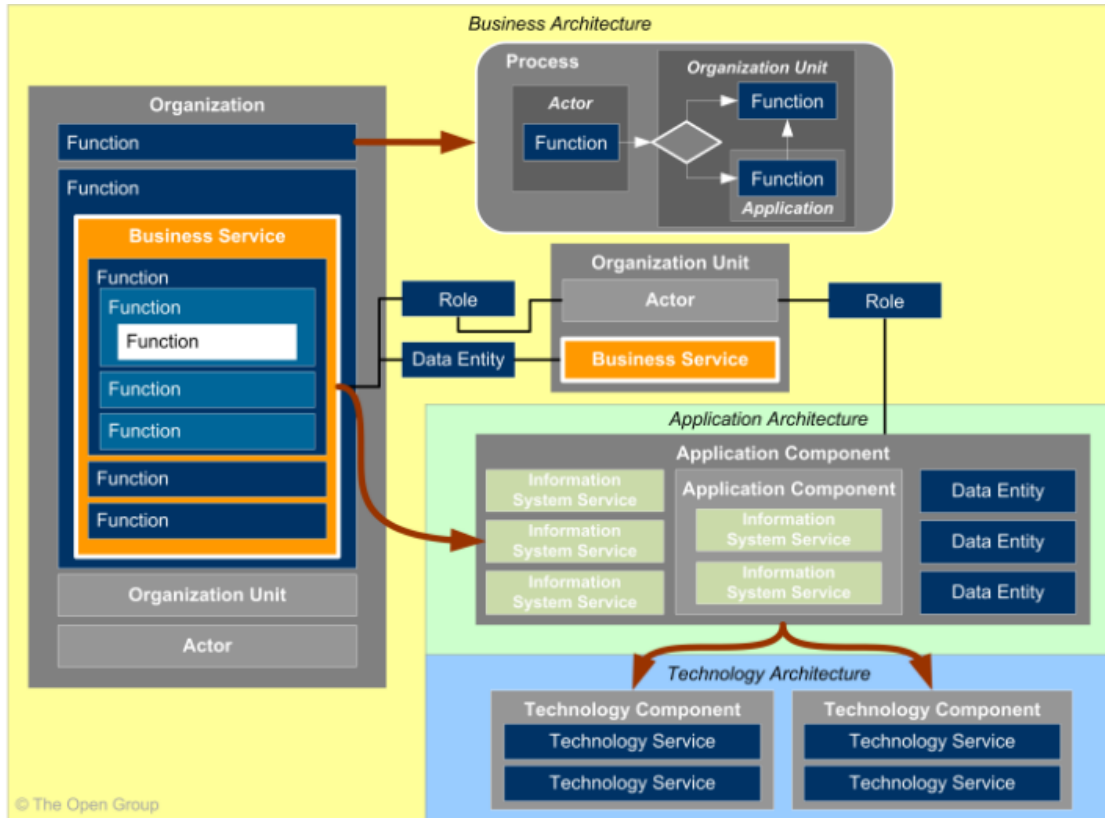 Business Architecture
Organization
Function
Function
Business Service
Function
Function
Function
Function
Function
Function
Function
Organization Unit
Actor
Process
Actor
Function
Organization Unit
Function
Function
Application
Role
Data Entity
Organization Unit
Actor
Business Service
Role
Application Architecture
Application Component
Information
System Service
Information
System Service
Information
System Service
Application Component
Information
System Service
Information
System Service
Data Entity
Data Entity
Data Entity
Technology Architecture
Technology Component
Technology Service
Technology Service
Technology Component
Technology Service
Technology Service
© The Open Group